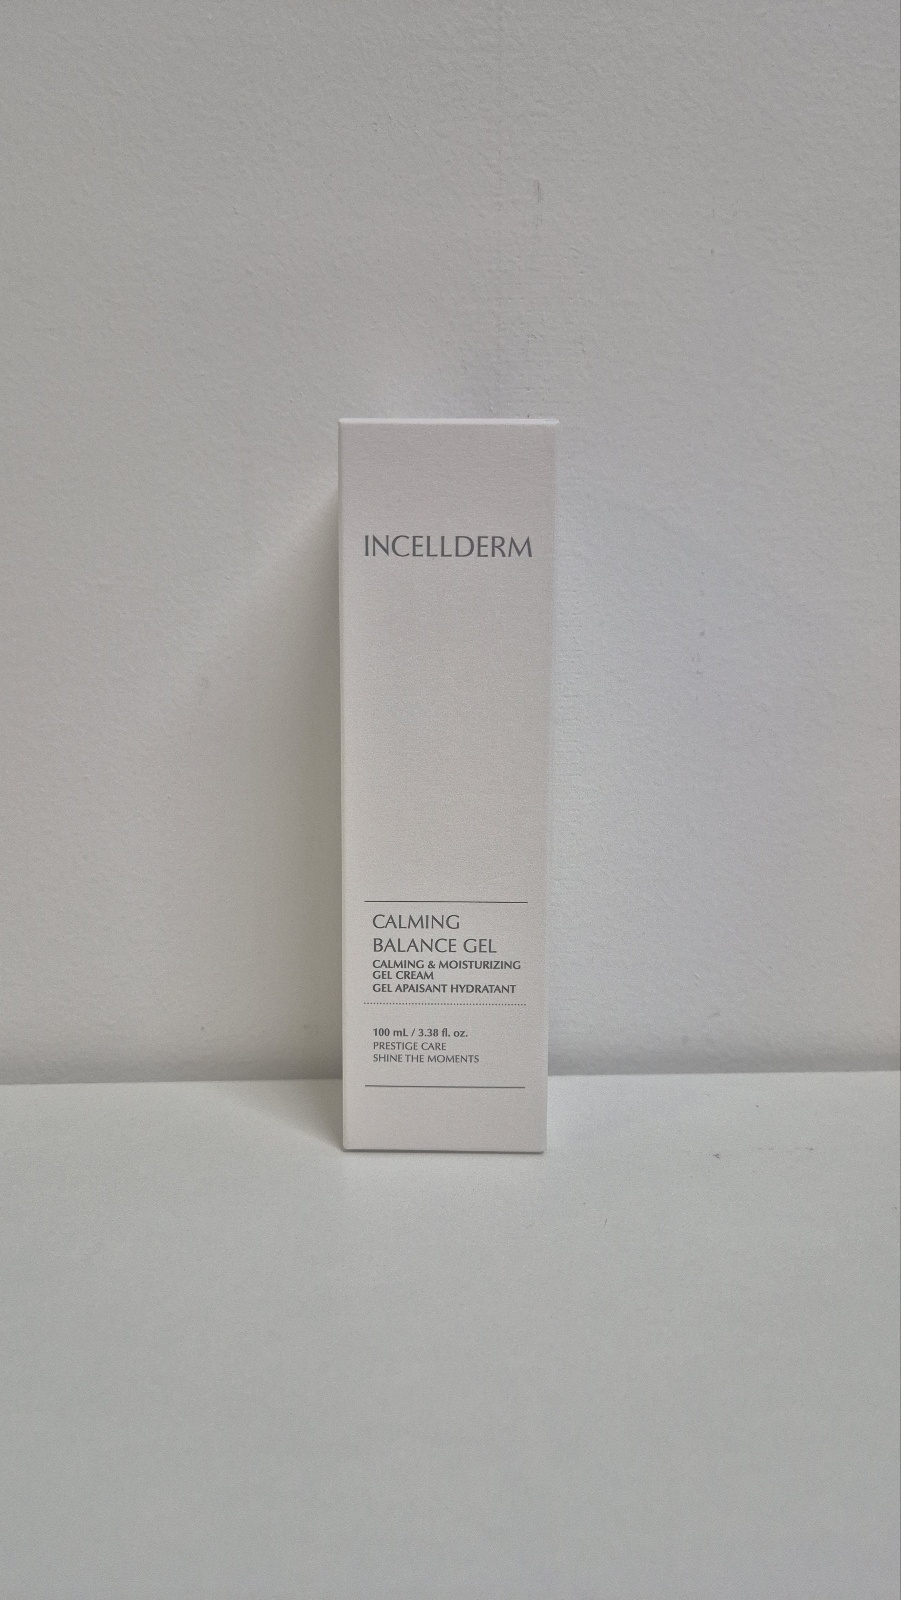 INCELLDERM
CALMING
BALANCE GEL
CALMING & MOISTURIZING
GEL CREAM
GEL APAISANT HYDRATANT
100 mL / 3.38 fl. oz.
PRESTIGE CARE
SHINE THE MOMENTS